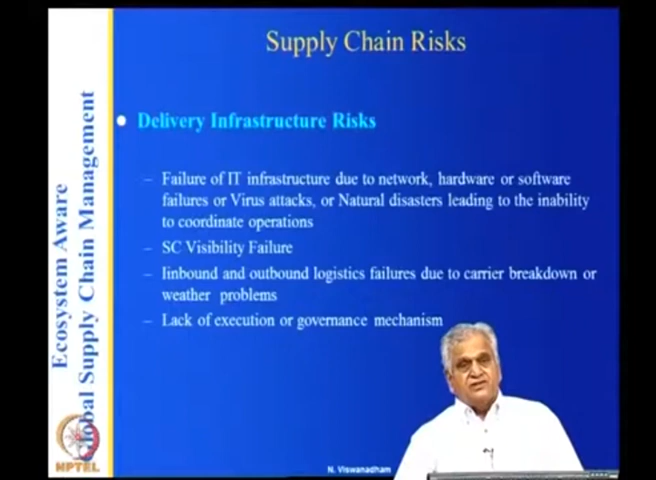 Supply Chain Risks
Delivery Infrastructure Risks
– Failure of IT infrastructure due to network, hardware or software
failures or Virus attacks, or Natural disasters leading to the inability
to coordinate operations
– SC Visibility Failure
– Iinbound and outbound logistics failures due to carrier breakdown or
weather problems
– Lack of execution or governance mechanism
Ecosystem Aware
Global Supply Chain Management
NPTEL
N. Viswanadham